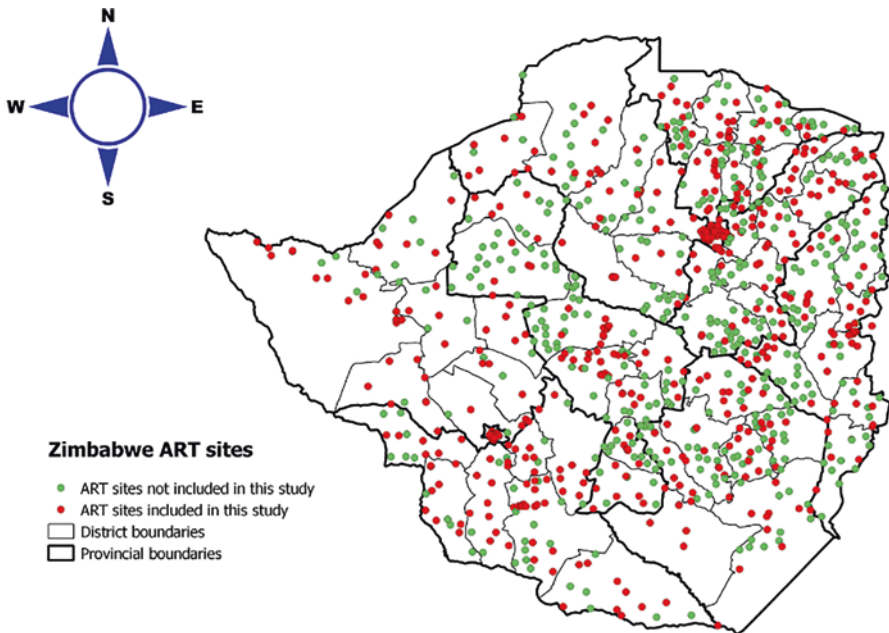 N
W E
S
Zimbabwe ART sites
ART sites not included in this study
ART sites included in this study
District boundaries
Provincial boundaries